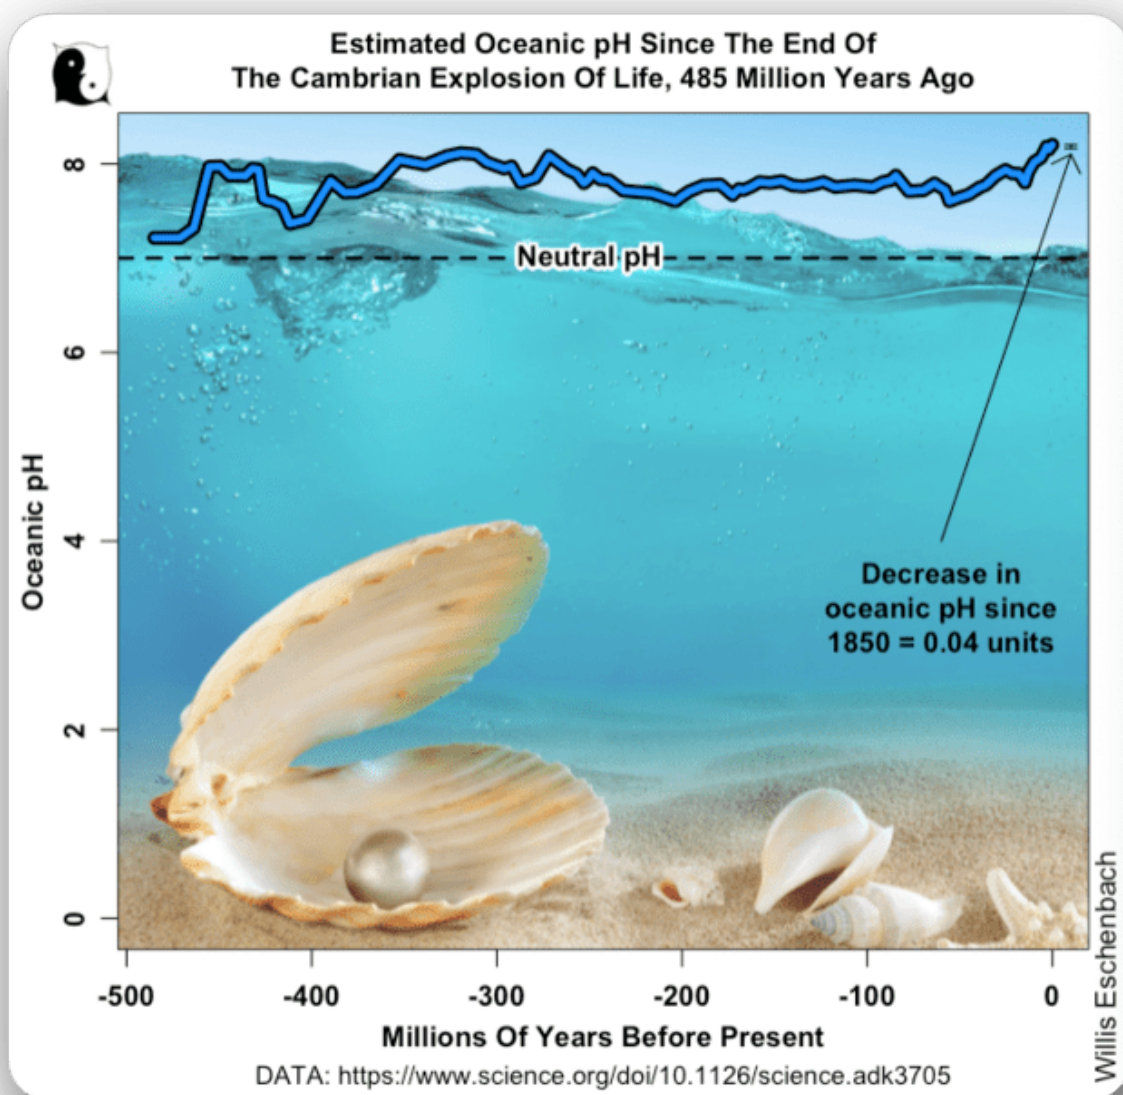 Estimated Oceanic pH Since The End Of
The Cambrian Explosion Of Life, 485 Million Years Ago
8
6
4
2
0
Oceanic pH
Neutral pH
Decrease in
oceanic pH since
1850 = 0.04 units
-500
-400
-300
-200
-100
0
Millions Of Years Before Present
DATA: https://www.science.org/doi/10.1126/science.adk3705
Willis Eschenbach